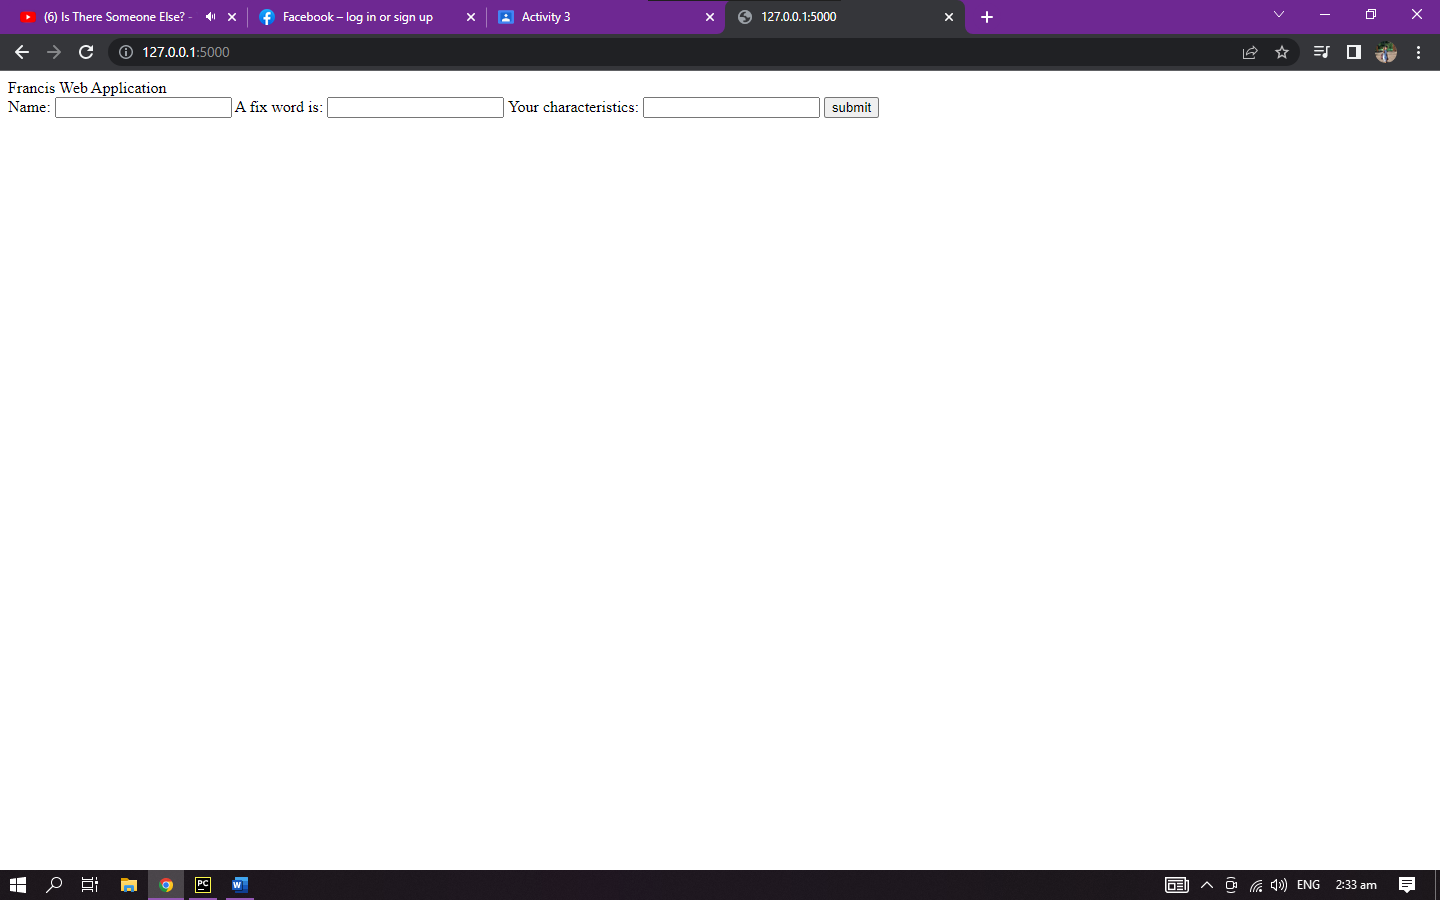 (6) Is There Someone Else? -
Facebook – log in or sign up
Activity 3
127.0.0.1:5000
127.0.0.1:5000
Francis Web Application
Name: A fix word is: Your characteristics: submit
PC
W
ENG
2:33 am